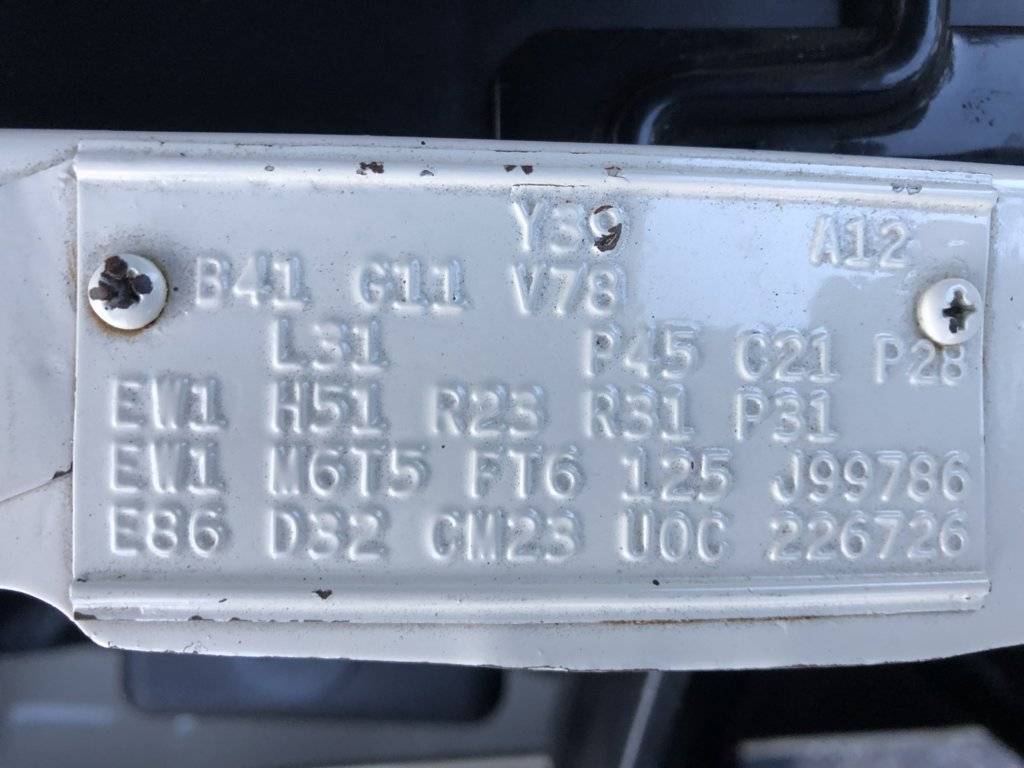 Y39 A12
B41 G11 V78
L31 P45 C21 P28
EW1 H51 R23 R31 P31
EW1 M6T5 FT6 125 J99786
E86 D32 CM23 U0C 226726